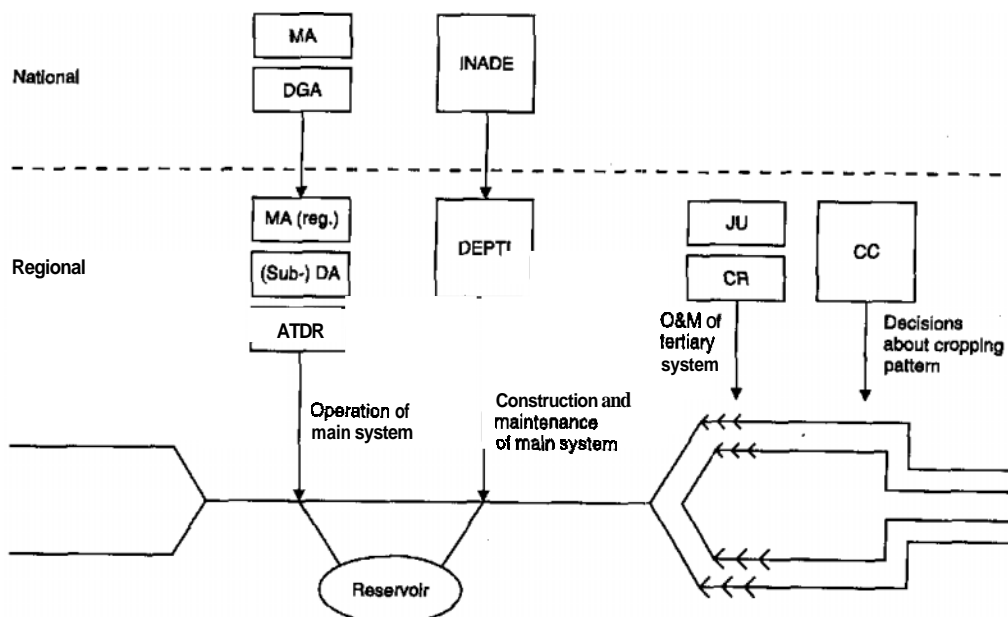 MA
INADE
National
DGA
MA (reg.)
JU
DEPTI
CC
Regional
(Sub-) DA
CR
ATDR
O&M of
tertiary
system
Decisions
about cropping
pattern
Operation of
main system
Construction and
maintenance
of main system
Reservoir